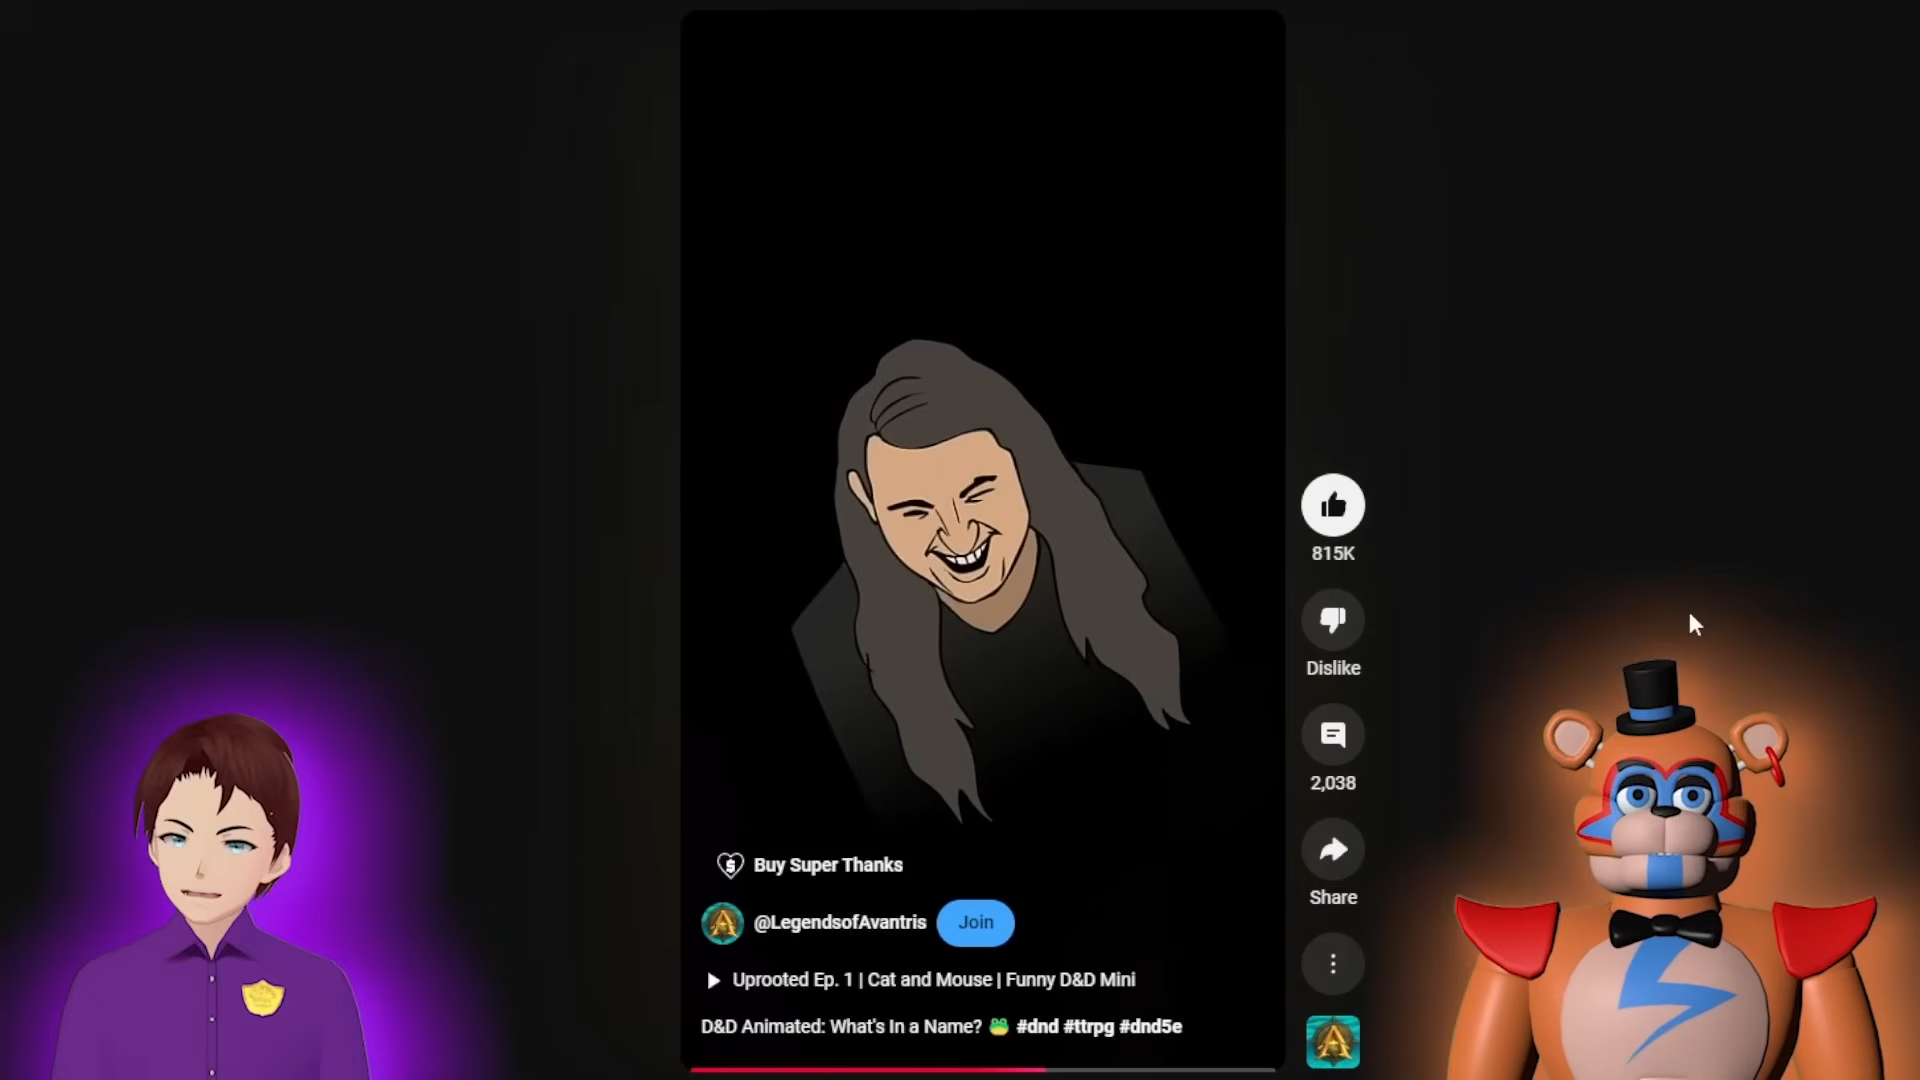 815K
Dislike
2,038
Share
Buy Super Thanks
@LegendsofAvantris Join
Uprooted Ep. 1 | Cat and Mouse | Funny D&D Mini
D&D Animated: What's In a Name? 🐸 #dnd #ttrpg #dnd5e